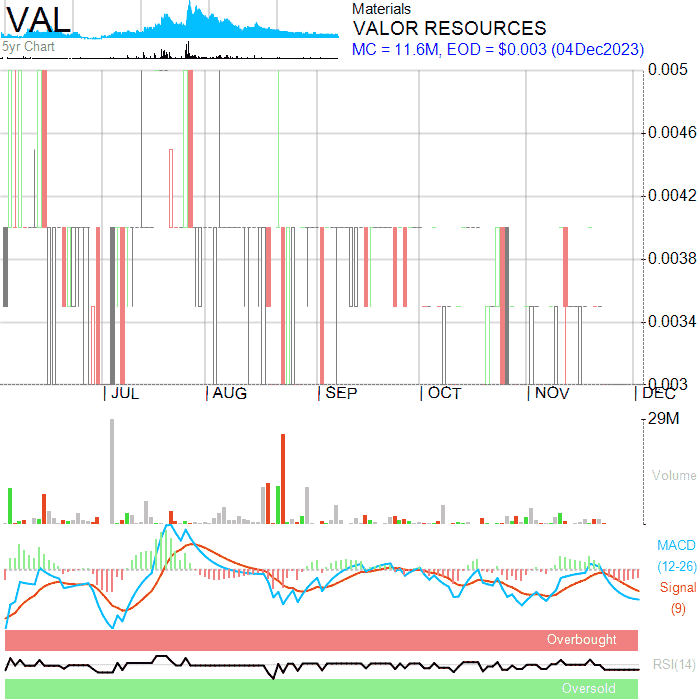 VAL
5yr Chart
Materials
VALOR RESOURCES
MC = 11.6M, EOD = $0.003 (04Dec2023)
0.005
0.0046
0.0042
0.0038
0.0034
0.003
JUL AUG SEP OCT NOV DEC
29M
Volume
MACD
(12-26)
Signal
(9)
Overbought
RSI(14)
Oversold